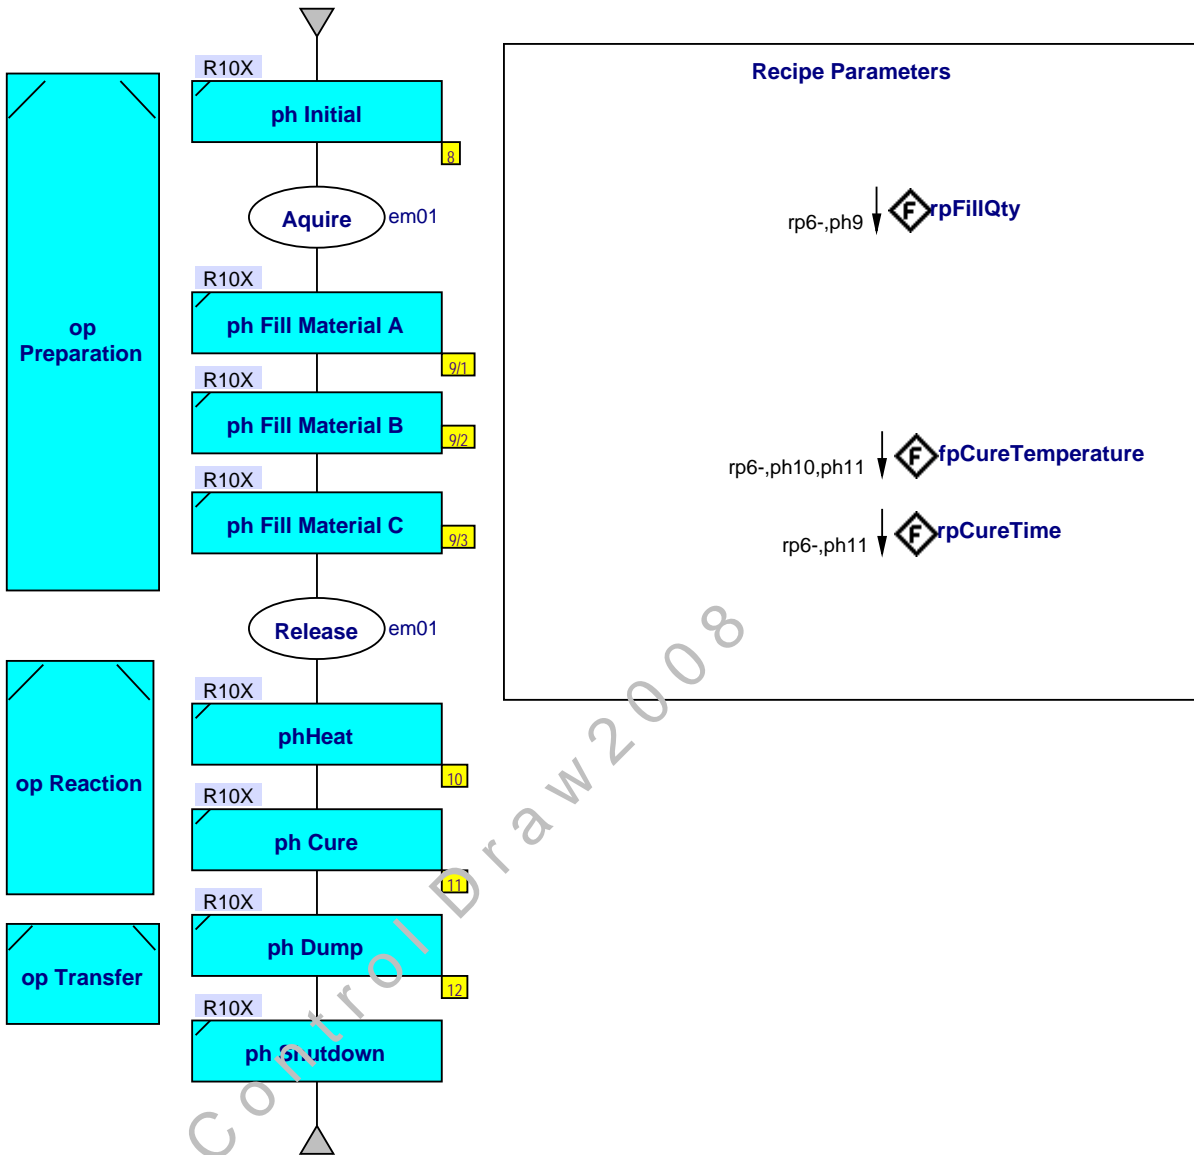 R10X
Recipe Parameters
ph Initial
8
Aquire
em01
rp6-,ph9
F
rpFillQty
R10X
ph Fill Material A
9/1
op
Preparation
R10X
ph Fill Material B
9/2
rp6-,ph10,ph11
F
fpCureTemperature
R10X
ph Fill Material C
9/3
rp6-,ph11
F
rpCureTime
Release
em01
R10X
phHeat
10
op Reaction
R10X
ph Cure
11
R10X
ph Dump
12
op Transfer
R10X
ph Shutdown
Control Draw2008